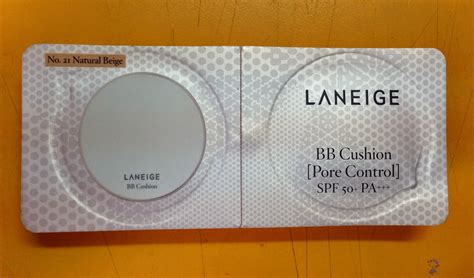 No. 21 Natural Beige
LANEIGE
BB Cushion
LANEIGE
BB Cushion
[Pore Control]
SPF 50+ PA+++